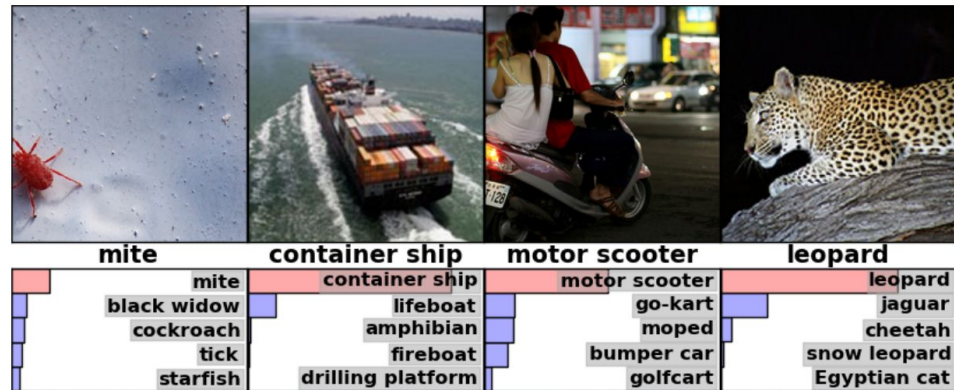 T-128
mite
container ship
motor scooter
leopard
mite
black widow
cockroach
tick
starfish
container ship
lifeboat
amphibian
fireboat
drilling platform
motor scooter
go-kart
moped
bumper car
golfcart
leopard
jaguar
cheetah
snow leopard
Egyptian cat